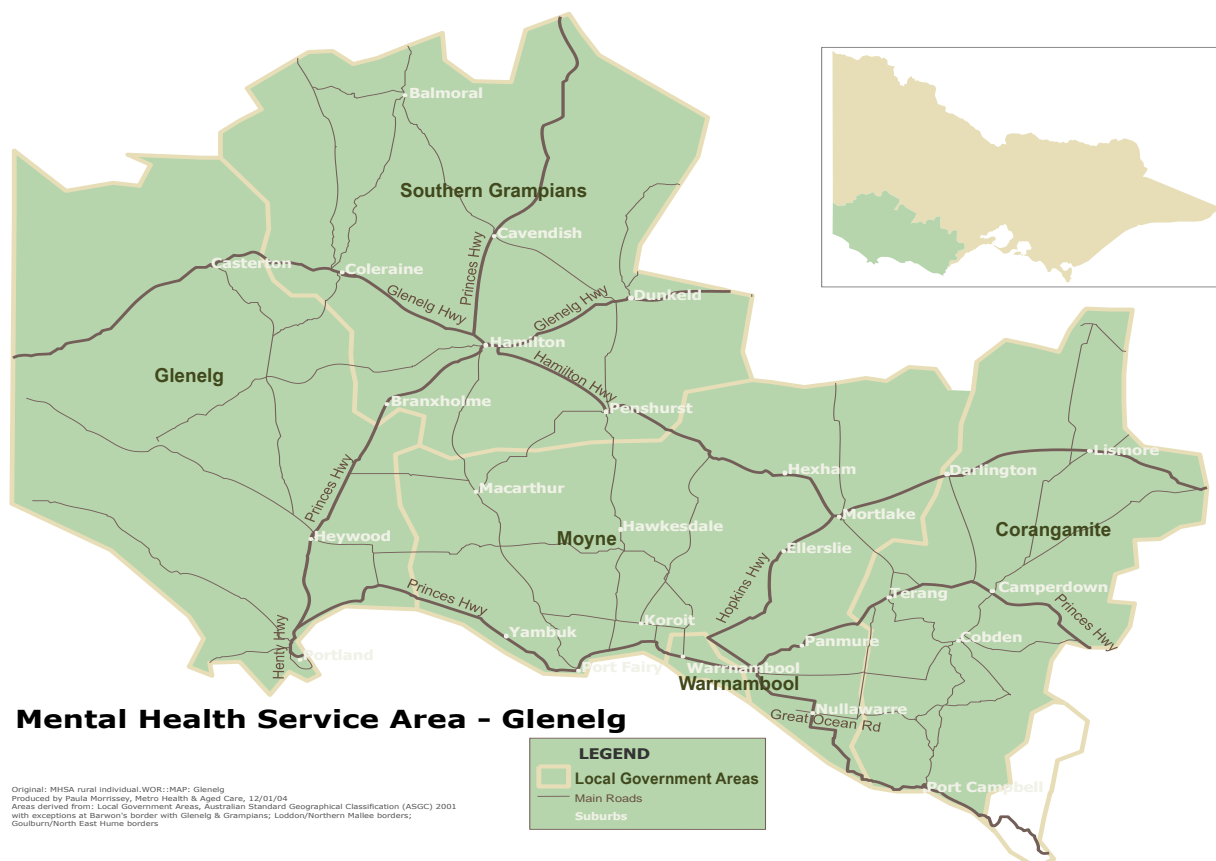 Balmoral
Southern Grampians
Cavendish
Princes Hwy
Casterton
Coleraine
Glenelg Hwy
Glenelg Hwy
Dunkeld
Hamilton
Glenelg
Hamilton Hwy
Branxholme
Penshurst
Princes Hwy
Macarthur
Hexham
Darlington
Lismore
Mortlake
Heywood
Moyne
Hawkesdale
Corangamite
Ellerslie
Princes Hwy
Hopkins Hwy
Terang
Camperdown
Princes Hwy
Henty Hwy
Portland
Yambuk
Koroit
Port Fairy
Panmure
Cobden
Warrnambool
Warrnambool
Nullawarre
Great Ocean Rd
Port Campbell
Mental Health Service Area - Glenelg
LEGEND
Local Government Areas
Main Roads
Suburbs
Original: MHSA rural individual.WOR::MAP: Glenelg
Produced by Paula Morrissey, Metro Health & Aged Care, 12/01/04
Areas derived from: Local Government Areas, Australian Standard Geographical Classification (ASGC) 2001
with exceptions at Barwon's border with Glenelg & Grampians; Loddon/Northern Mallee borders;
Goulburn/North East Hume borders